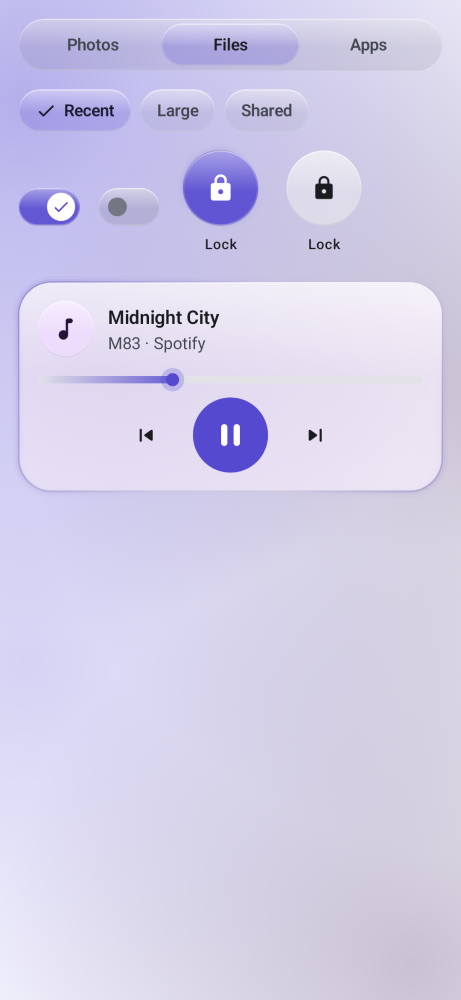 Photos Files Apps
Recent Large Shared
Lock Lock
Midnight City
M83 · Spotify